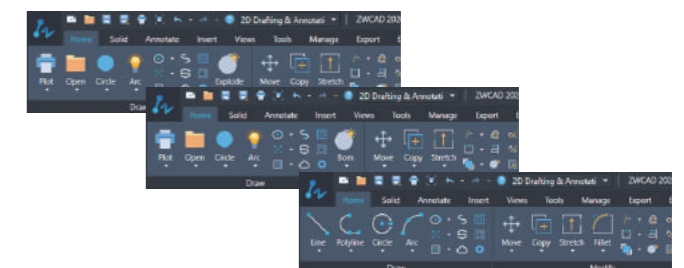 2D Drafting & Annotati ZWCAD 202
Home Solid Annotate Insert Views Tools Manage Export
Plot Open Circle Arc Explode Move Copy Stretch
Draw
2D Drafting & Annotati ZWCAD 202
Home Solid Annotate Insert Views Tools Manage Export
Plot Open Circle Arc Bom Move Copy Stretch
Draw
2D Drafting & Annotati ZWCAD 202
Home Solid Annotate Insert Views Tools Manage Export
Line Polyline Circle Arc Move Copy Stretch Fillet
Draw Modify